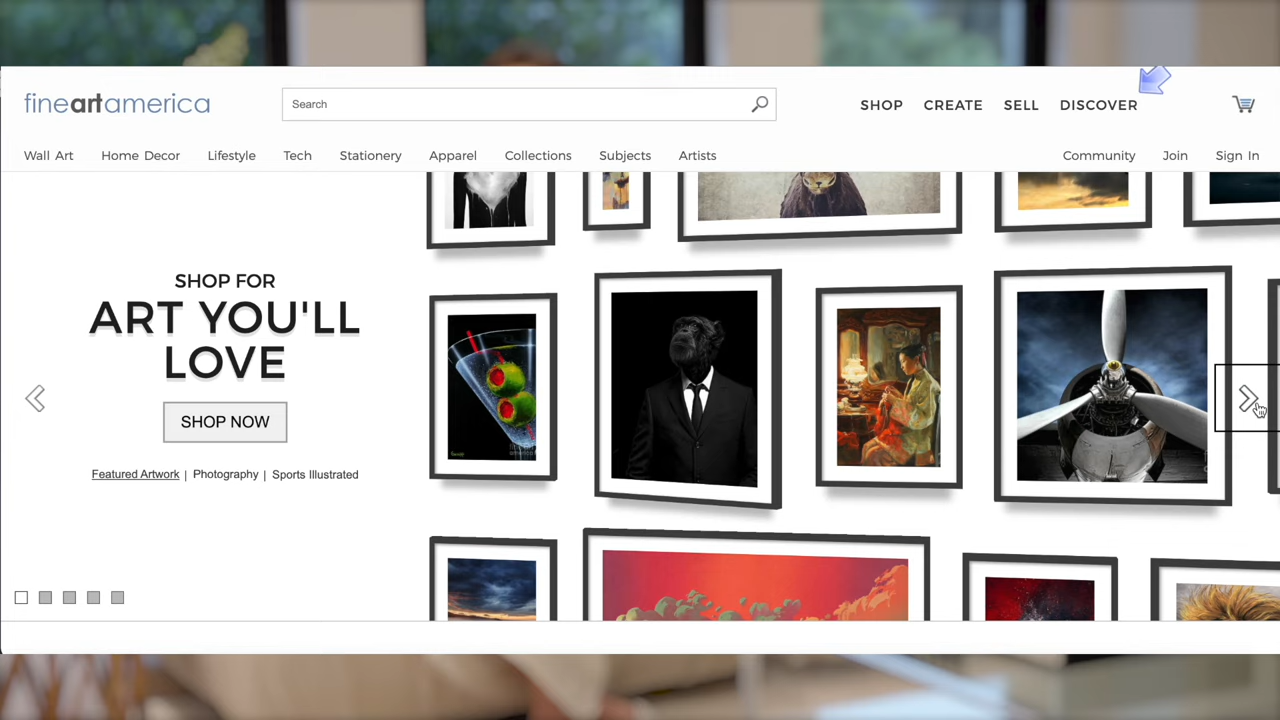 fineartamerica
Search
SHOP CREATE SELL DISCOVER
Wall Art Home Decor Lifestyle Tech Stationery Apparel Collections Subjects Artists Community Join Sign In
SHOP FOR
ART YOU'LL
LOVE
SHOP NOW
Featured Artwork | Photography | Sports Illustrated